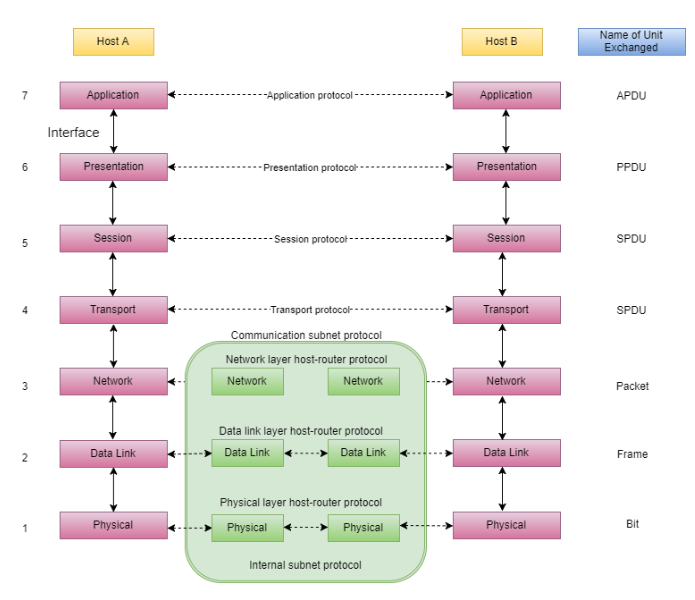 Host A
Host B
Name of Unit
Exchanged
7
Application
Application protocol
Application
APDU
Interface
6
Presentation
Presentation protocol
Presentation
PPDU
5
Session
Session protocol
Session
SPDU
4
Transport
Transport protocol
Transport
SPDU
Communication subnet protocol
Network layer host-router protocol
3
Network
Network
Network
Network
Packet
Data link layer host-router protocol
2
Data Link
Data Link
Data Link
Data Link
Frame
Physical layer host-router protocol
1
Physical
Physical
Physical
Physical
Bit
Internal subnet protocol